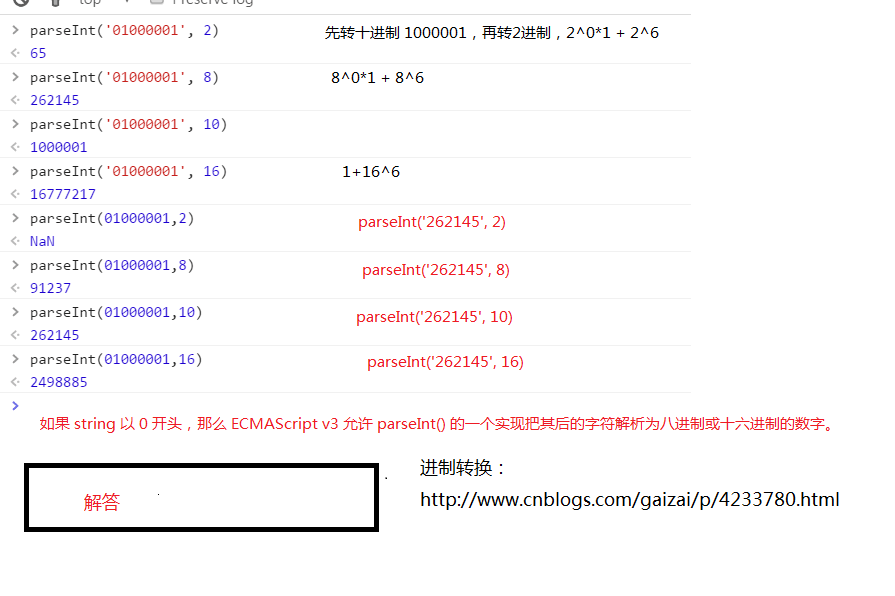 top Preserve log
> parseInt('01000001', 2) 先转十进制 1000001，再转2进制，2^0*1 + 2^6
65
> parseInt('01000001', 8) 8^0*1 + 8^6
262145
> parseInt('01000001', 10)
1000001
> parseInt('01000001', 16) 1+16^6
16777217
> parseInt(01000001,2) parseInt('262145', 2)
NaN
> parseInt(01000001,8) parseInt('262145', 8)
91237
> parseInt(01000001,10) parseInt('262145', 10)
262145
> parseInt(01000001,16) parseInt('262145', 16)
2498885
>
如果 string 以 0 开头，那么 ECMAScript v3 允许 parseInt() 的一个实现把其后的字符解析为八进制或十六进制的数字。
解答
进制转换：
http://www.cnblogs.com/gaizai/p/4233780.html